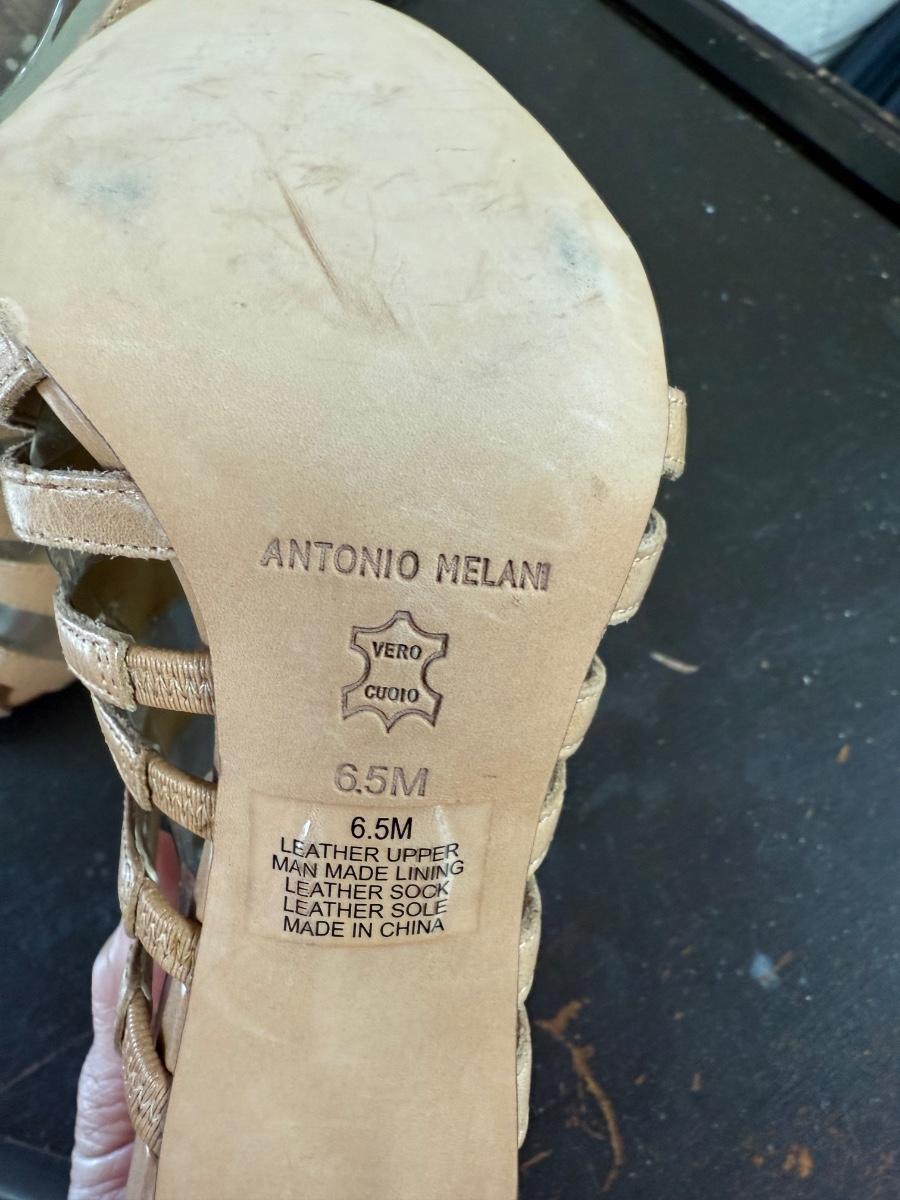 ANTONIO MELANI
VERO
CUOIO
6.5M
6.5M
LEATHER UPPER
MAN MADE LINING
LEATHER SOCK
LEATHER SOLE
MADE IN CHINA